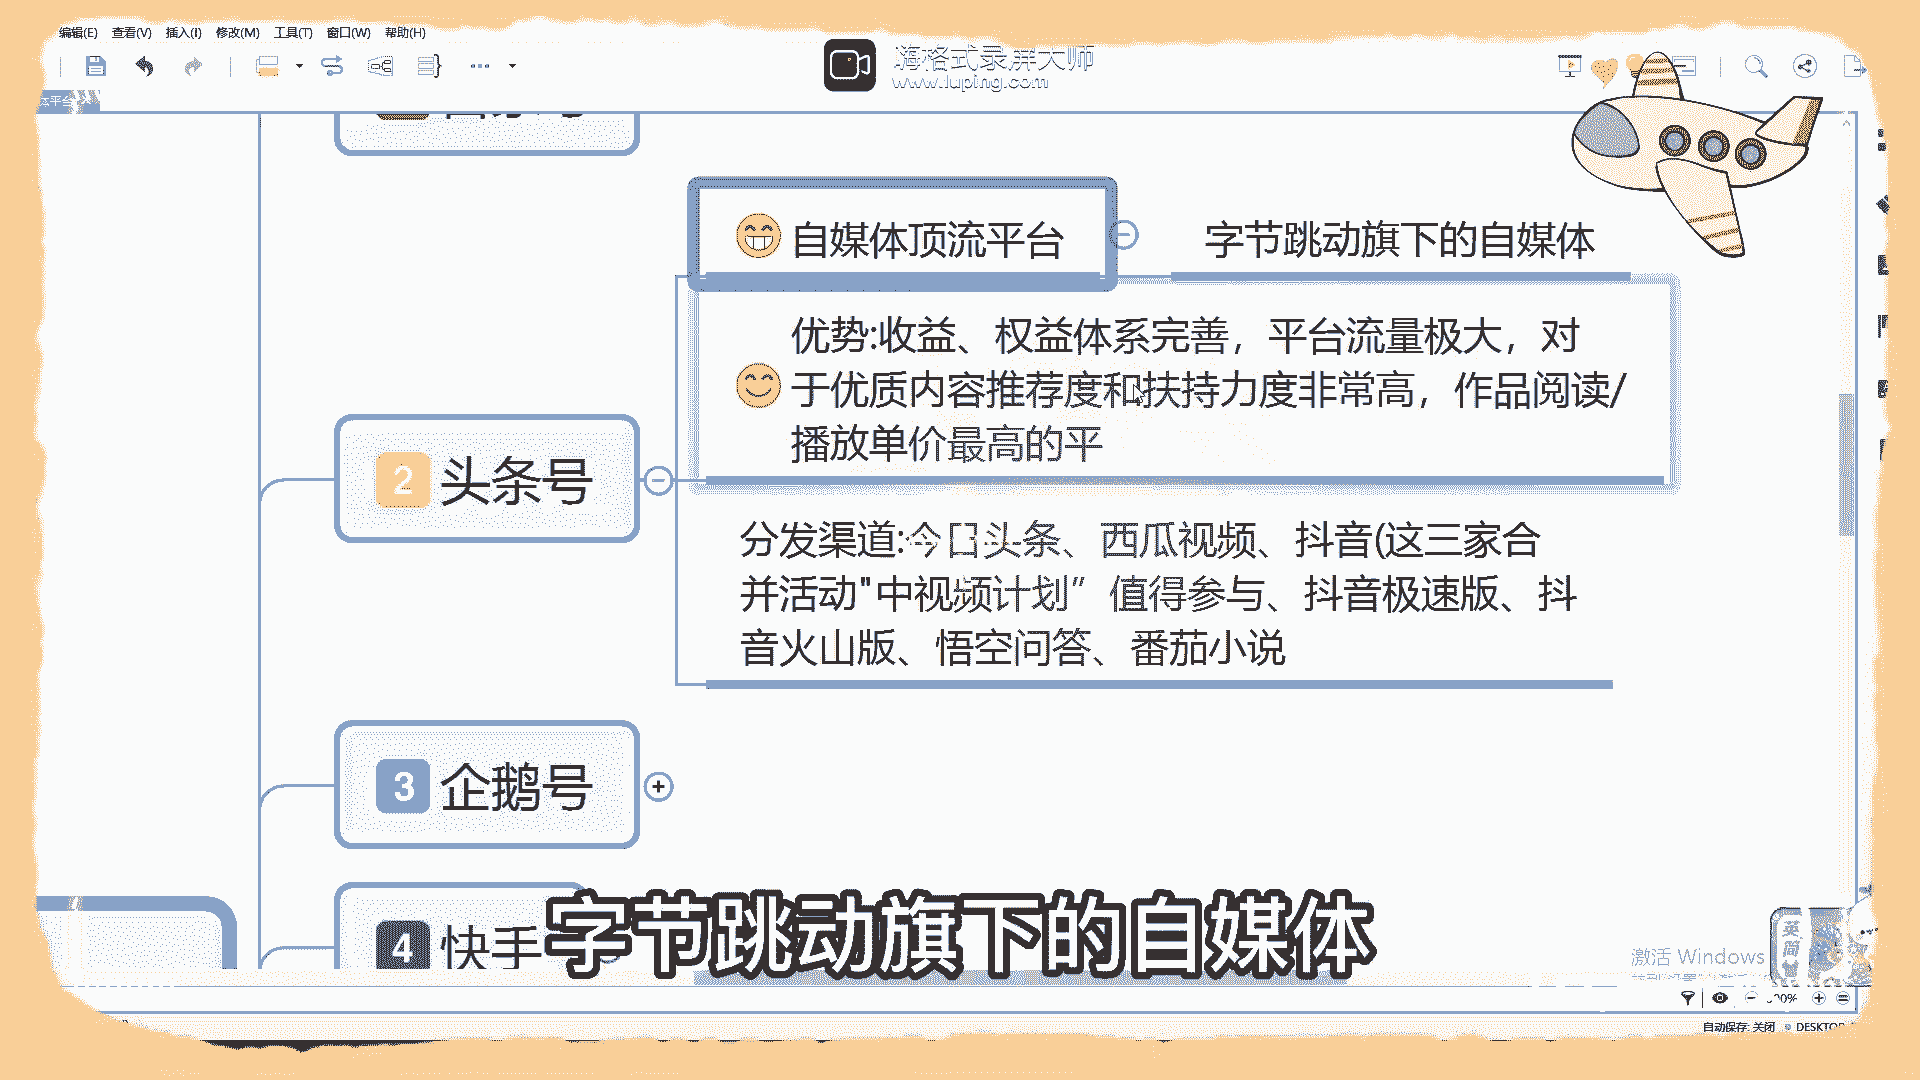 编辑(E) 查看(V) 插入(I) 修改(M) 工具(T) 窗口(W) 帮助(H)
嗨格式录屏大师
www.luping.com
体平台
自媒体顶流平台
字节跳动旗下的自媒体
优势:收益、权益体系完善，平台流量极大，对
于优质内容推荐度和扶持力度非常高，作品阅读/
播放单价最高的平
2 头条号
分发渠道:今日头条、西瓜视频、抖音(这三家合
并活动"中视频计划”值得参与、抖音极速版、抖
音火山版、悟空问答、番茄小说
3 企鹅号
4 快手
字节跳动旗下的自媒体
激活 Windows
英
简
自动保存: 关闭